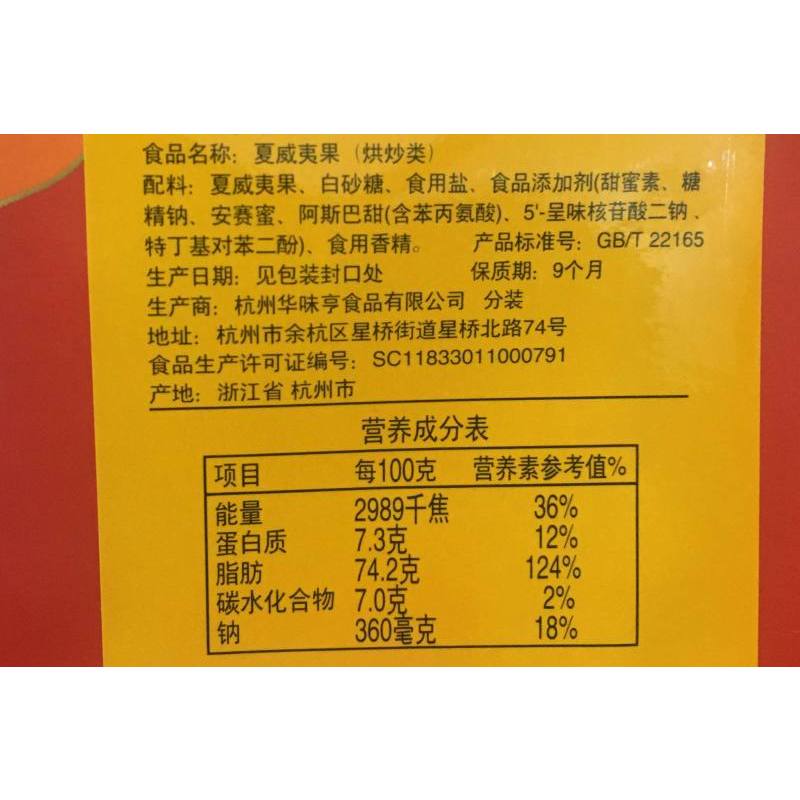 食品名称：夏威夷果（烘炒类）
配料：夏威夷果、白砂糖、食用盐、食品添加剂(甜蜜素、糖
精钠、安赛蜜、阿斯巴甜(含苯丙氨酸)、5'-呈味核苷酸二钠、
特丁基对苯二酚)、食用香精。 产品标准号：GB/T 22165
生产日期：见包装封口处 保质期：9个月
生产商：杭州华味亨食品有限公司 分装
地址：杭州市余杭区星桥街道星桥北路74号
食品生产许可证编号：SC11833011000791
产地：浙江省 杭州市
营养成分表
项目 每100克 营养素参考值%
能量 2989千焦 36%
蛋白质 7.3克 12%
脂肪 74.2克 124%
碳水化合物 7.0克 2%
钠 360毫克 18%